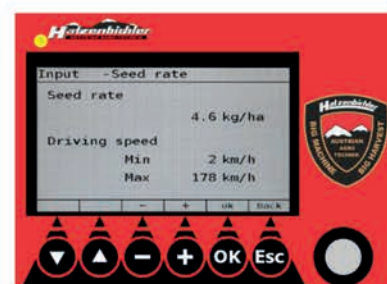 Hatzenbichler
Input -Seed rate
Seed rate
4.6 kg/ha
Driving speed
Min 2 km/h
Max 178 km/h
- + ok Back
Hatzenbichler
BIG MACHINE
AUSTRIAN
AGRO
TECHNIK
BIG HARVEST
- + OK Esc